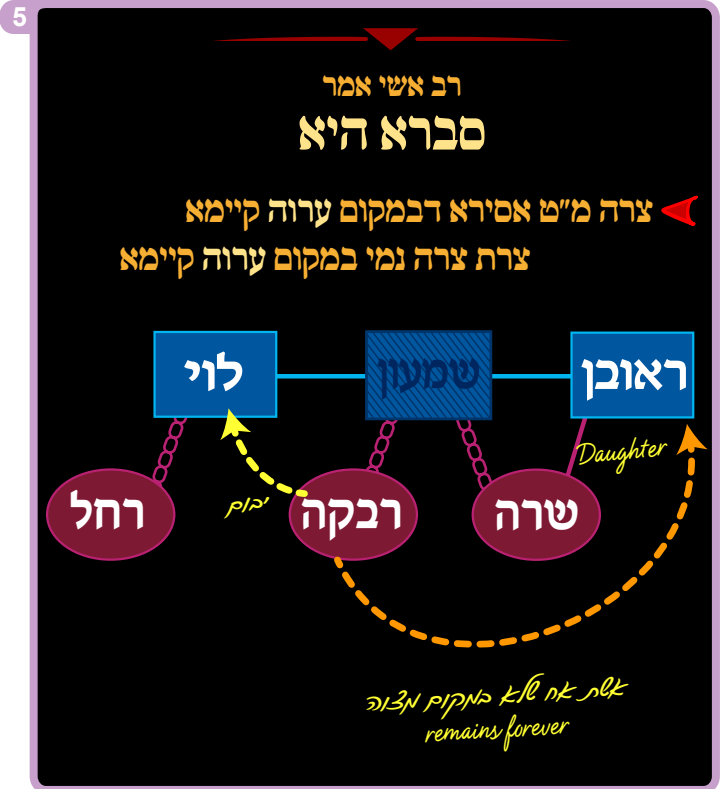 5
רב אשי אמר
סברא היא
צרה מ״ט אסירא דבמקום ערוה קיימא
צרת צרה נמי במקום ערוה קיימא
ראובן
שמעון
לוי
Daughter
שרה
רבקה
רחל
יבום
אשת אח שלא במקום מצוה
remains forever